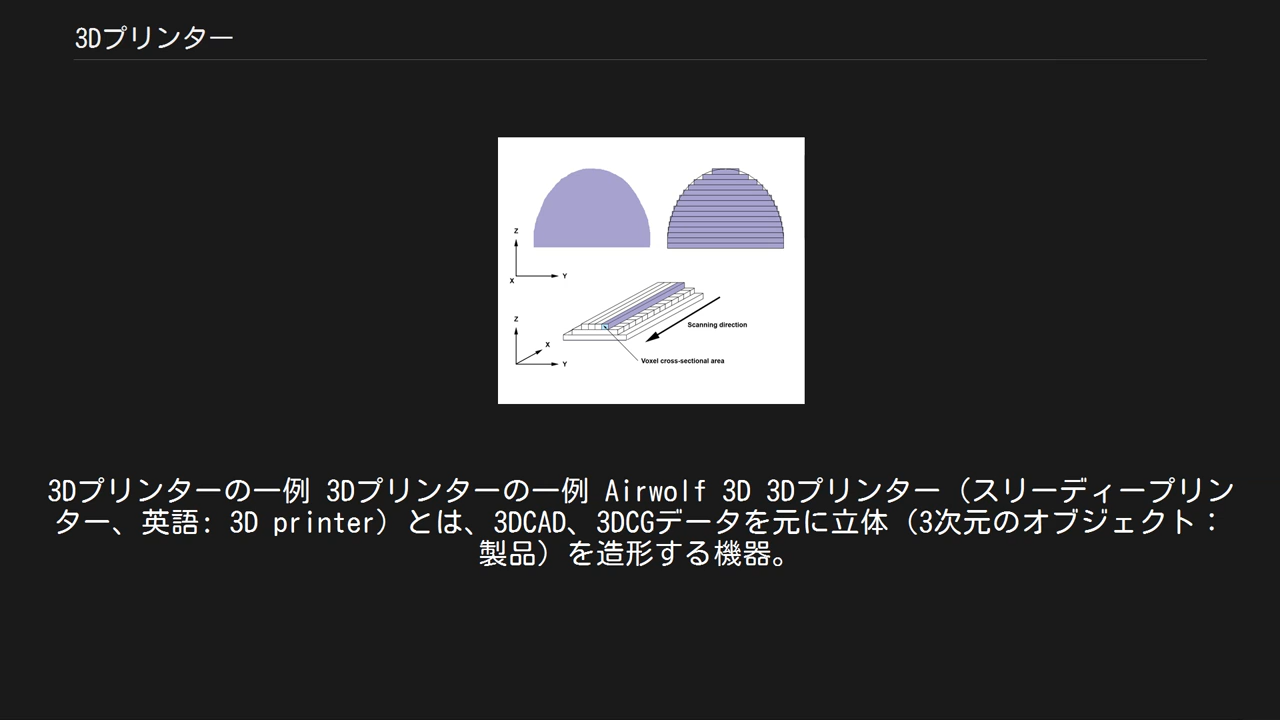 3Dプリンター
Z
X
Y
Z
X
Y
Scanning direction
Voxel cross-sectional area
3Dプリンターの一例 3Dプリンターの一例 Airwolf 3D 3Dプリンター（スリーディープリン
ター、英語: 3D printer）とは、3DCAD、3DCGデータを元に立体（3次元のオブジェクト：
製品）を造形する機器。